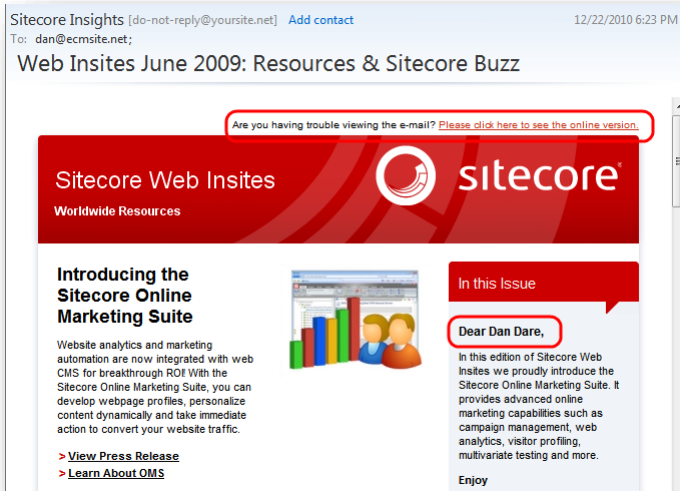 Sitecore Insights [do-not-reply@yoursite.net] Add contact 12/22/2010 6:23 PM
To: dan@ecmsite.net;
Web Insites June 2009: Resources & Sitecore Buzz
Are you having trouble viewing the e-mail? Please click here to see the online version.
Sitecore Web Insites
Worldwide Resources
sitecore
Introducing the
Sitecore Online
Marketing Suite
Website analytics and marketing
automation are now integrated with web
CMS for breakthrough ROI! With the
Sitecore Online Marketing Suite, you can
develop webpage profiles, personalize
content dynamically and take immediate
action to convert your website traffic.
> View Press Release
> Learn About OMS
In this Issue
Dear Dan Dare,
In this edition of Sitecore Web
Insites we proudly introduce the
Sitecore Online Marketing Suite. It
provides advanced online
marketing capabilities such as
campaign management, web
analytics, visitor profiling,
multivariate testing and more.
Enjoy